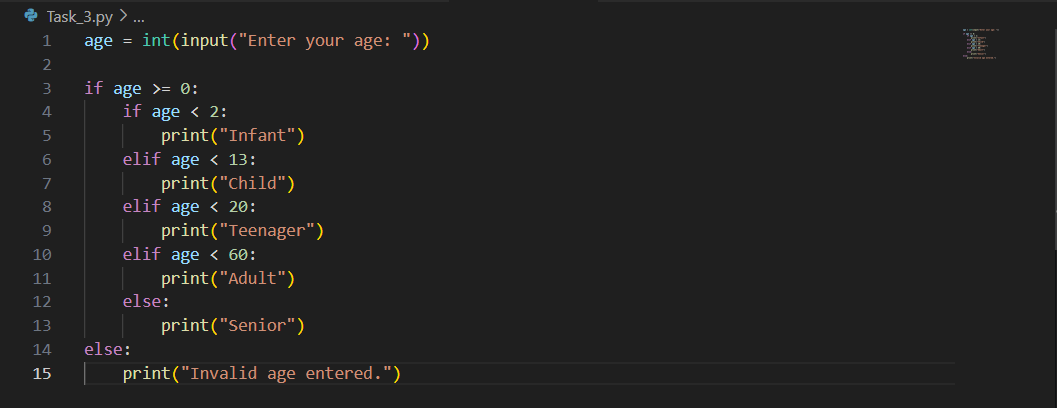 Task_3.py > ...
1 age = int(input("Enter your age: "))
2
3 if age >= 0:
4     if age < 2:
5         print("Infant")
6     elif age < 13:
7         print("Child")
8     elif age < 20:
9         print("Teenager")
10     elif age < 60:
11         print("Adult")
12     else:
13         print("Senior")
14 else:
15     print("Invalid age entered.")